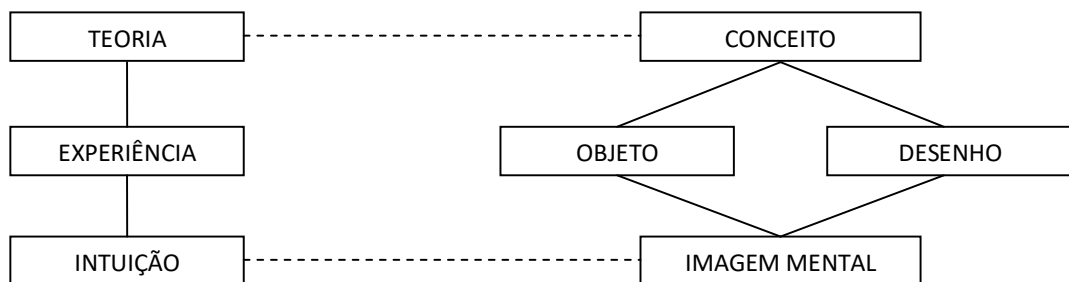 TEORIA
CONCEITO
EXPERIÊNCIA
OBJETO
DESENHO
INTUIÇÃO
IMAGEM MENTAL